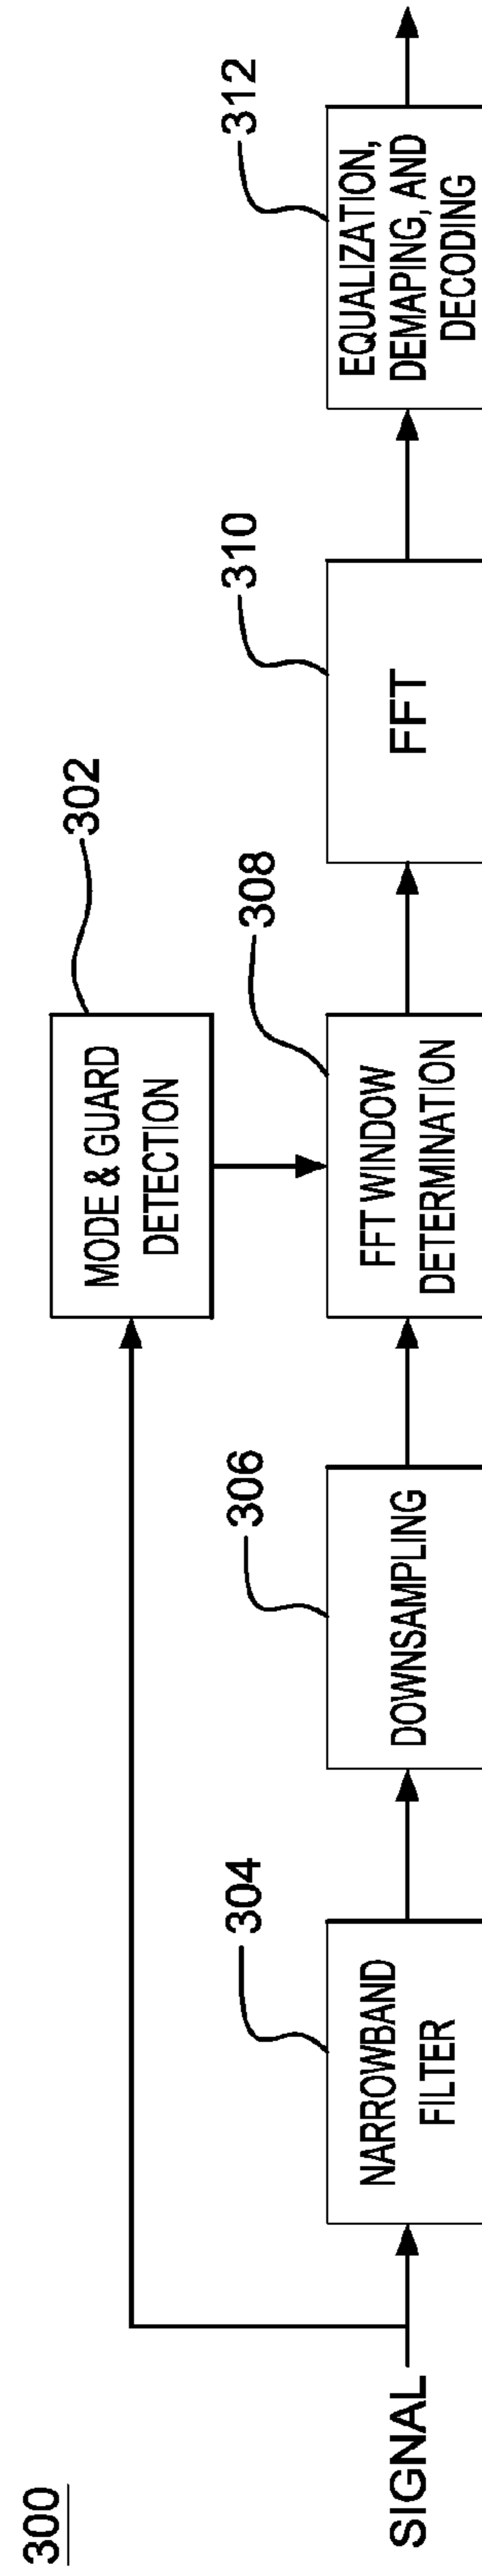 300
302
MODE & GUARD
DETECTION
SIGNAL
304
NARROWBAND
FILTER
306
DOWNSAMPLING
308
FFT WINDOW
DETERMINATION
310
FFT
312
EQUALIZATION,
DEMAPING, AND
DECODING